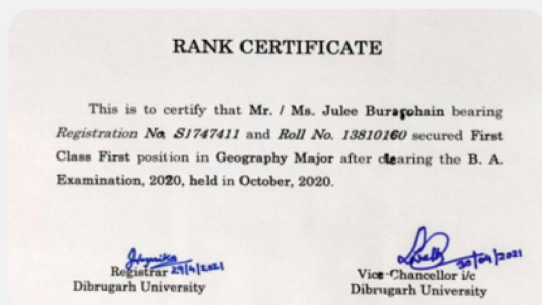 RANK CERTIFICATE
This is to certify that Mr. / Ms. Julee Buragohain bearing
Registration No. S1747411 and Roll No. 13810160 secured First
Class First position in Geography Major after clearing the B. A.
Examination, 2020, held in October, 2020.
29/4/2021
Registrar
Dibrugarh University
30/04/2021
Vice-Chancellor i/c
Dibrugarh University